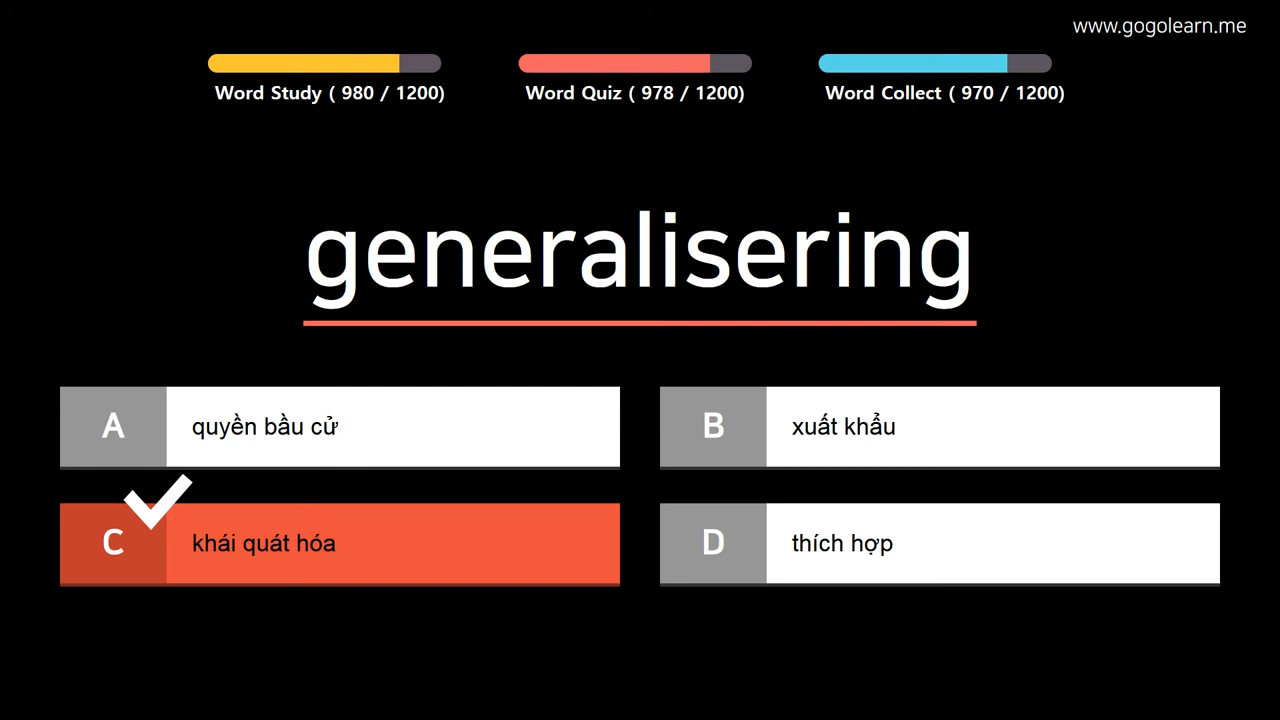 www.gogolearn.me
Word Study ( 980 / 1200)
Word Quiz ( 978 / 1200)
Word Collect ( 970 / 1200)
generalisering
A quyền bầu cử
B xuất khẩu
C khái quát hóa
D thích hợp